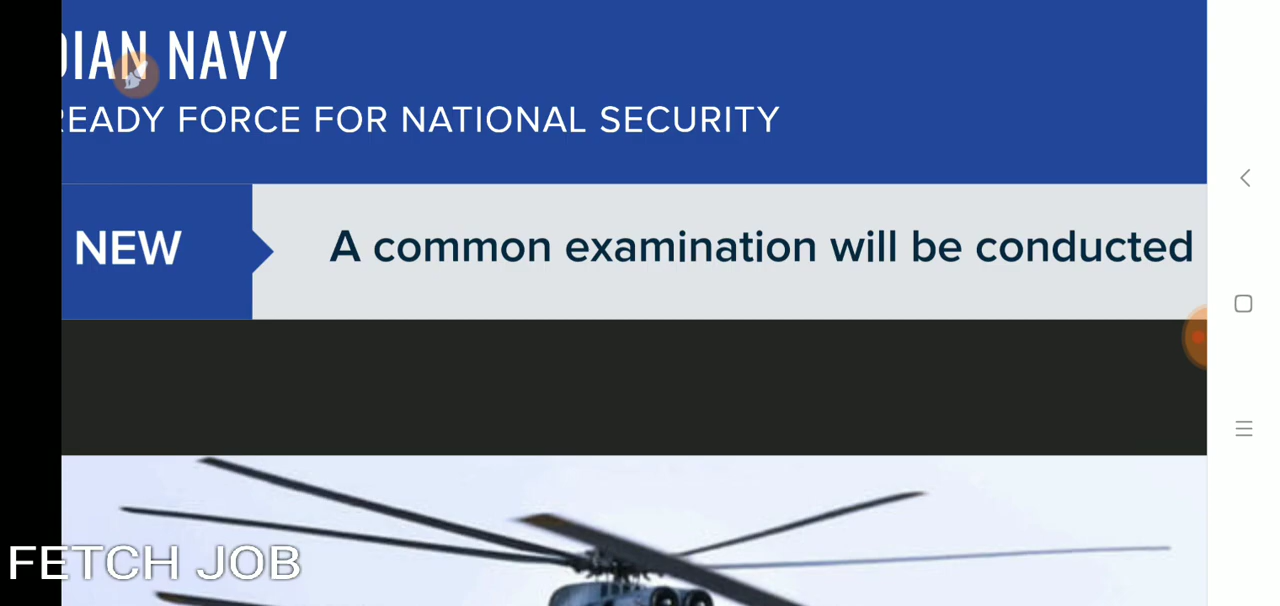 DIAN NAVY
READY FORCE FOR NATIONAL SECURITY
NEW
A common examination will be conducted
FETCH JOB